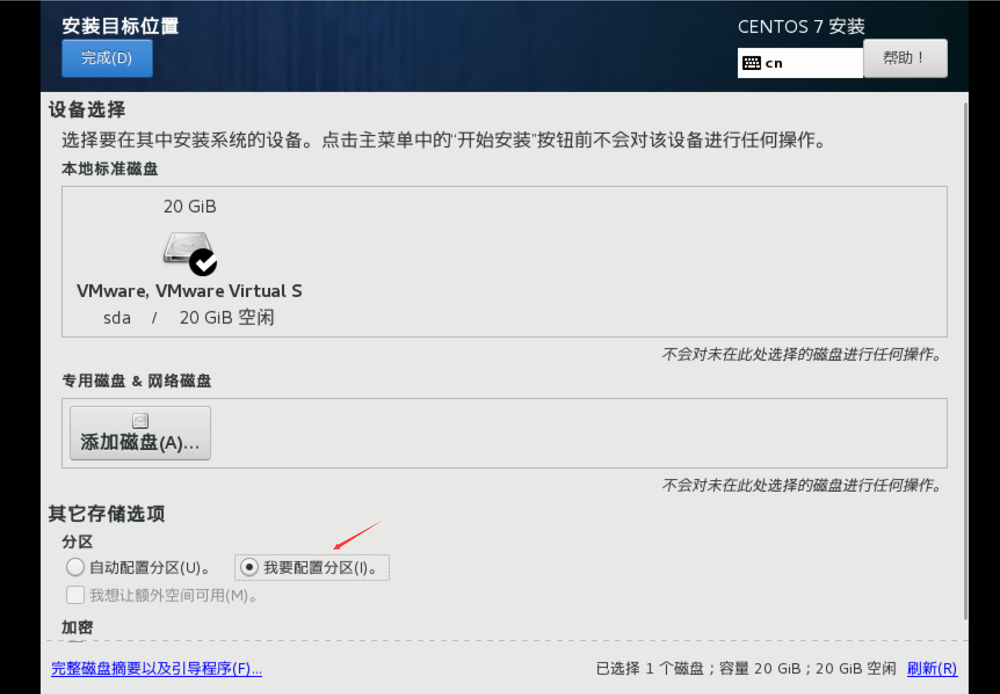 安装目标位置
CENTOS 7 安装
完成(D)
cn
帮助！
设备选择
选择要在其中安装系统的设备。点击主菜单中的“开始安装”按钮前不会对该设备进行任何操作。
本地标准磁盘
20 GiB
VMware, VMware Virtual S
sda / 20 GiB 空闲
不会对未在此处选择的磁盘进行任何操作。
专用磁盘 & 网络磁盘
添加磁盘(A)...
不会对未在此处选择的磁盘进行任何操作。
其它存储选项
分区
自动配置分区(U)。 我要配置分区(I)。
我想让额外空间可用(M)。
加密
完整磁盘摘要以及引导程序(F)... 已选择 1 个磁盘；容量 20 GiB；20 GiB 空闲 刷新(R)